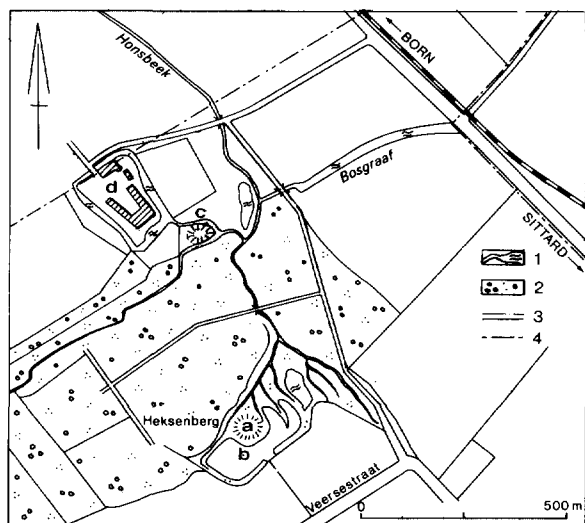 BORN
Honsbeek
d
Bosgraaf
c
SITTARD
1
2
3
4
Heksenberg
a
b
Veersestraat
0 500 m